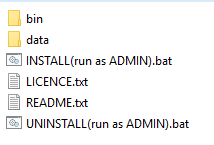 bin
data
INSTALL(run as ADMIN).bat
LICENCE.txt
README.txt
UNINSTALL(run as ADMIN).bat